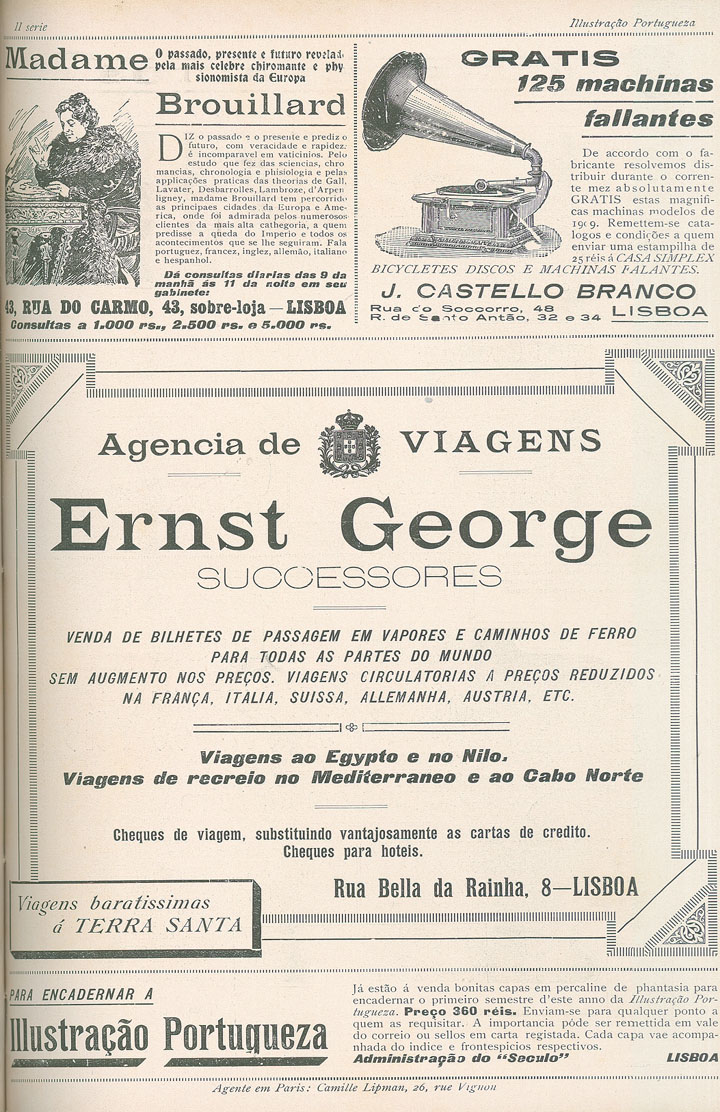 II serie
Illustração Portugueza
Madame
O passado, presente e futuro revelado
pela mais celebre chiromante e phy
sionomista da Europa
Brouillard
DIZ o passado e o presente e prediz o
futuro, com veracidade e rapidez:
é incomparavel em vaticinios. Pelo
estudo que fez das sciencias, chro
mancias, chronologia e phisiologia e pelas
applicações praticas das theorias de Gall,
Lavater, Desbarrolles, Lambroze, d'Arpen
ligney, madame Brouillard tem percorrido
as principaes cidades da Europa e Ame-
rica, onde foi admirada pelos numerosos
clientes da mais alta cathegoria, a quem
predisse a queda do Imperio e todos os
acontecimentos que se lhe seguiram. Fala
portuguez, francez, inglez, allemão, italiano
e hespanhol.
Dá consultas diarias das 9 da
manhã ás 11 da noite em seu
gabinete:
43, RUA DO CARMO, 43, sobre-loja — LISBOA
Consultas a 1.000 rs., 2.500 rs. e 5.000 rs.
GRATIS
125 machinas
fallantes
De accordo com o fa-
bricante resolvemos dis-
tribuir durante o corren-
te mez absolutamente
GRATIS estas magnifi-
cas machinas modelos de
1909. Remettem-se cata-
logos e condições a quem
enviar uma estampilha de
25 réis á CASA SIMPLEX
BICYCLETES DISCOS E MACHINAS FALANTES.
J. CASTELLO BRANCO
Rua do Soccorro, 48
R. de Santo Antão, 32 e 34
LISBOA
Agencia de VIAGENS
Ernst George
SUCCESSORES
VENDA DE BILHETES DE PASSAGEM EM VAPORES E CAMINHOS DE FERRO
PARA TODAS AS PARTES DO MUNDO
SEM AUGMENTO NOS PREÇOS. VIAGENS CIRCULATORIAS A PREÇOS REDUZIDOS
NA FRANÇA, ITALIA, SUISSA, ALLEMANHA, AUSTRIA, ETC.
Viagens ao Egypto e no Nilo.
Viagens de recreio no Mediterraneo e ao Cabo Norte
Cheques de viagem, substituindo vantajosamente as cartas de credito.
Cheques para hoteis.
Rua Bella da Rainha, 8—LISBOA
Viagens baratissimas
á TERRA SANTA
PARA ENCADERNAR A
Illustração Portugueza
Já estão á venda bonitas capas em percaline de phantasia para
encadernar o primeiro semestre d'este anno da Illustração Por-
tugueza. Preço 360 réis. Enviam-se para qualquer ponto a
quem as requisitar. A importancia póde ser remettida em vale
do correio ou sellos em carta registada. Cada capa vae acompa-
nhada do indice e frontespicios respectivos.
Administração do "Seculo"
LISBOA
Agente em Paris: Camille Lipman, 26, rue Vignon